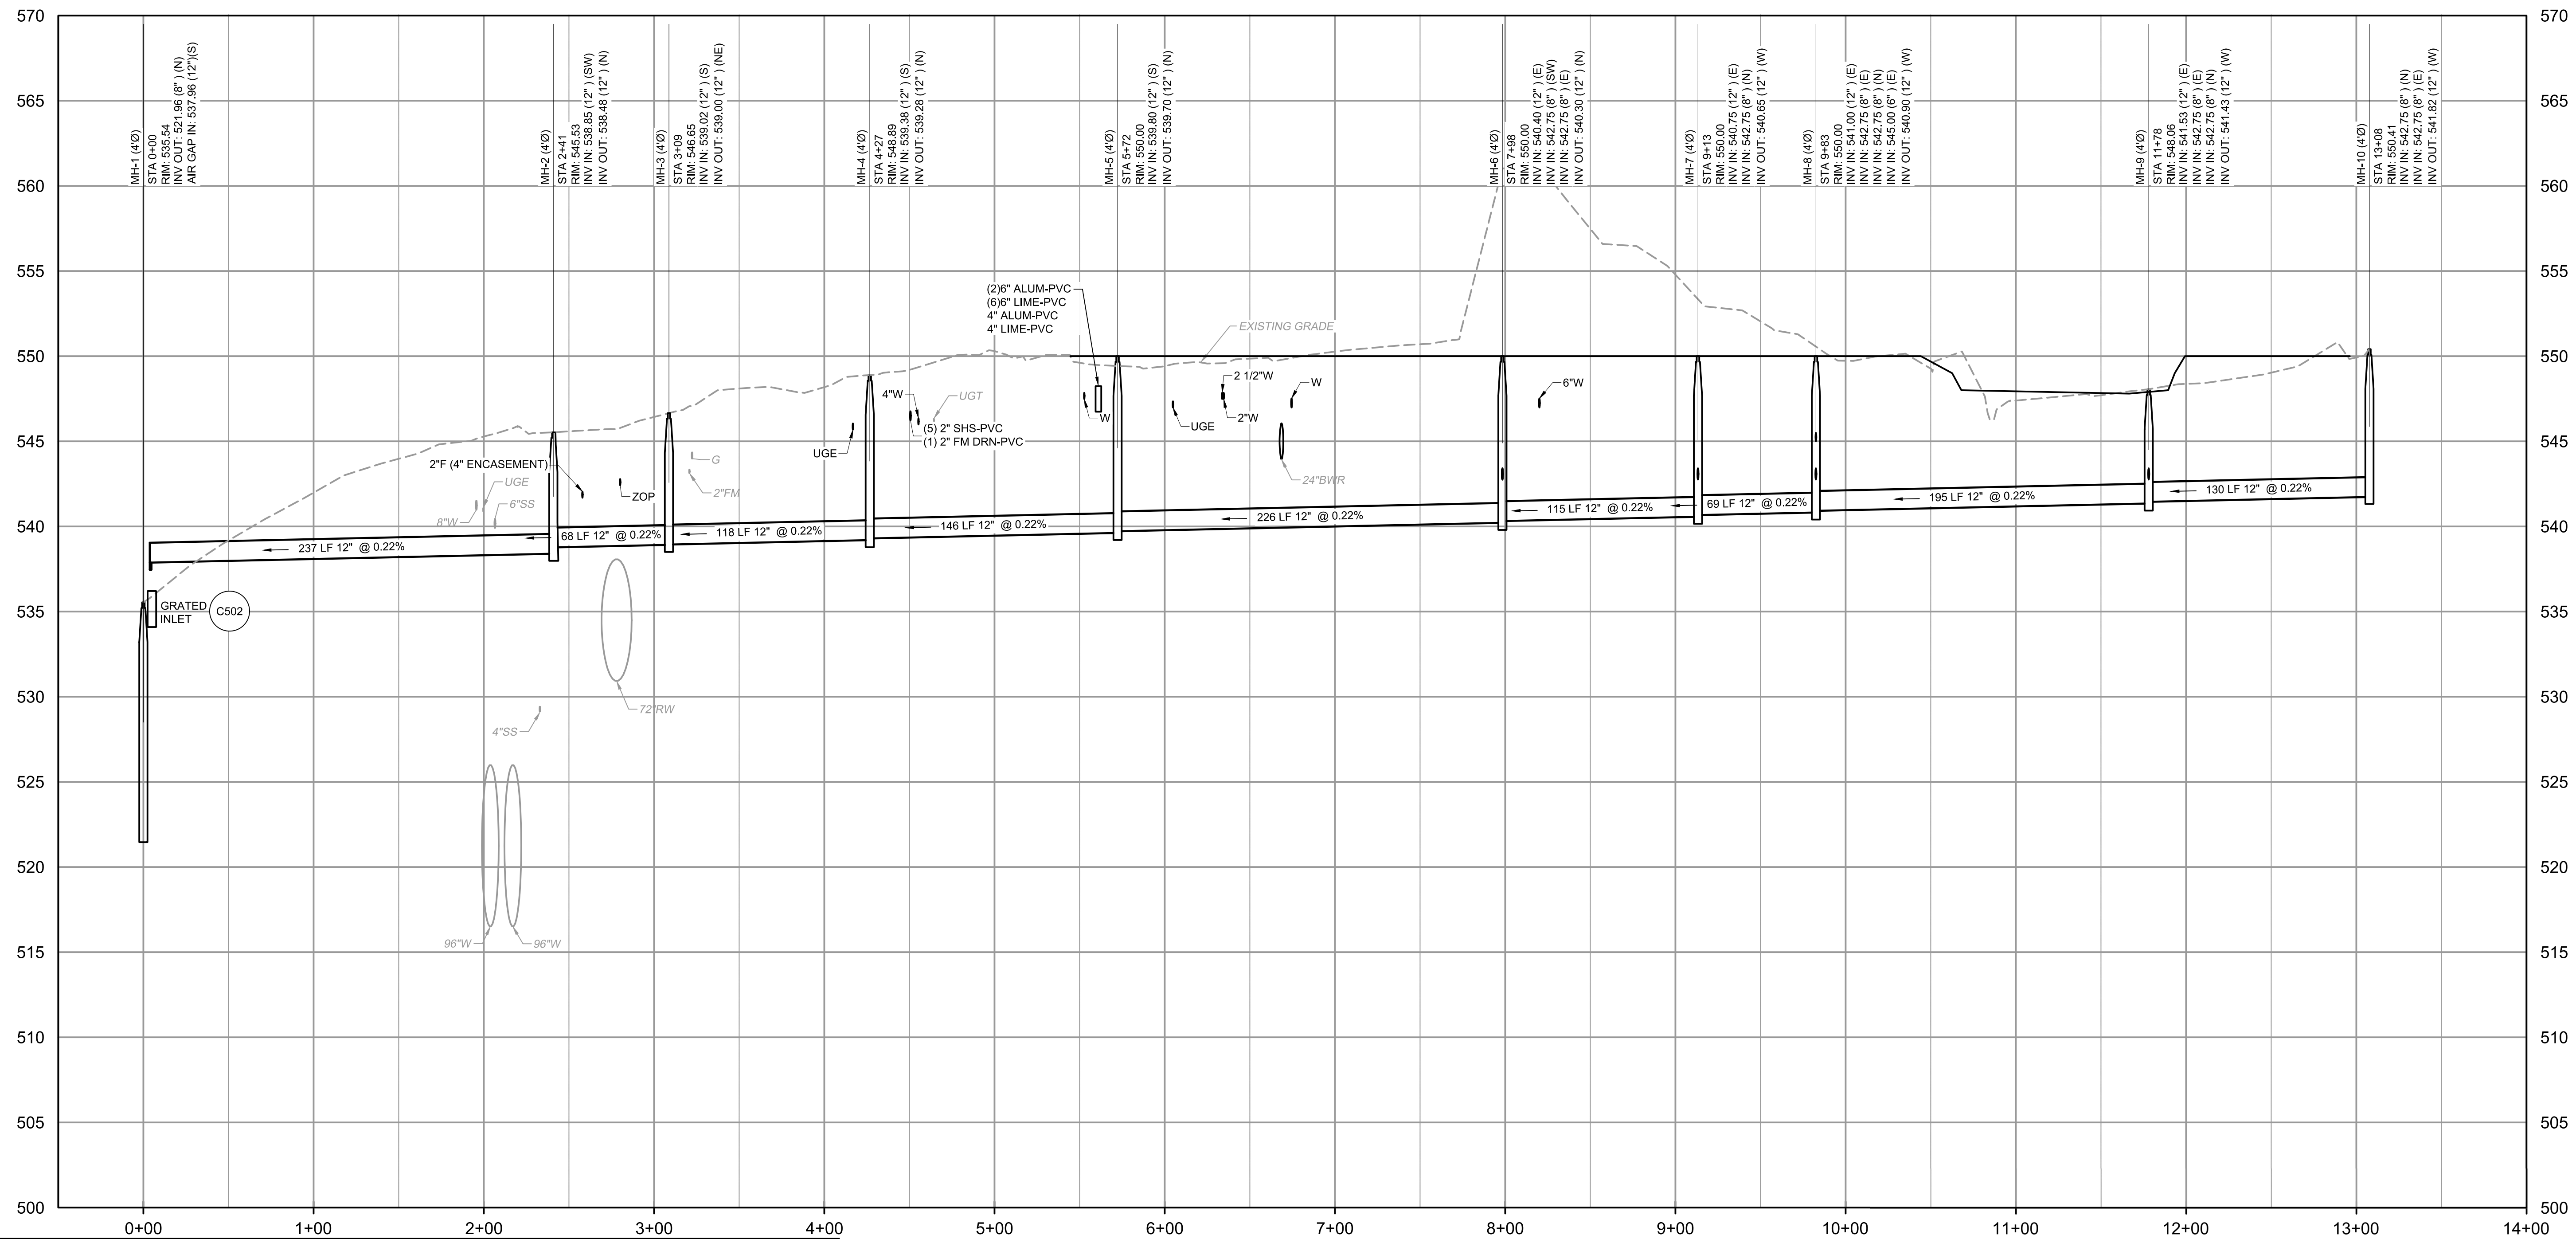 570
565
560
555
550
545
540
535
530
525
520
515
510
505
500
MH-1 (4'Ø)
STA 0+00
RIM: 535.54
INV OUT: 521.96 (8" ) (N)
AIR GAP IN: 537.96 (12")(S)
MH-2 (4'Ø)
STA 2+41
RIM: 545.53
INV IN: 538.85 (12" ) (SW)
INV OUT: 538.48 (12" ) (N)
MH-3 (4'Ø)
STA 3+09
RIM: 546.65
INV IN: 539.02 (12" ) (S)
INV OUT: 539.00 (12" ) (NE)
MH-4 (4'Ø)
STA 4+27
RIM: 548.89
INV IN: 539.38 (12" ) (S)
INV OUT: 539.28 (12" ) (N)
MH-5 (4'Ø)
STA 5+72
RIM: 550.00
INV IN: 539.80 (12" ) (S)
INV OUT: 539.70 (12" ) (N)
MH-6 (4'Ø)
STA 7+98
RIM: 550.00
INV IN: 540.40 (12" ) (E)
INV IN: 542.75 (8" ) (SW)
INV IN: 542.75 (8" ) (E)
INV OUT: 540.30 (12" ) (N)
MH-7 (4'Ø)
STA 9+13
RIM: 550.00
INV IN: 540.75 (12" ) (E)
INV IN: 542.75 (8" ) (N)
INV OUT: 540.65 (12" ) (W)
MH-8 (4'Ø)
STA 9+83
RIM: 550.00
INV IN: 541.00 (12" ) (E)
INV IN: 542.75 (8" ) (E)
INV IN: 542.75 (8" ) (N)
INV IN: 545.00 (6" ) (E)
INV OUT: 540.90 (12" ) (W)
MH-9 (4'Ø)
STA 11+78
RIM: 548.06
INV IN: 541.53 (12" ) (E)
INV IN: 542.75 (8" ) (E)
INV IN: 542.75 (8" ) (N)
INV OUT: 541.43 (12" ) (W)
MH-10 (4'Ø)
STA 13+08
RIM: 550.41
INV IN: 542.75 (8" ) (N)
INV IN: 542.75 (8" ) (E)
INV OUT: 541.82 (12" ) (W)
(2)6" ALUM-PVC
(6)6" LIME-PVC
4" ALUM-PVC
4" LIME-PVC
EXISTING GRADE
2 1/2"W
W
6"W
4"W
UGT
W
2"W
(5) 2" SHS-PVC
(1) 2" FM DRN-PVC
UGE
UGE
2"F (4" ENCASEMENT)
G
24"BWR
UGE
ZOP
2"FM
6"SS
8"W
237 LF 12" @ 0.22%
68 LF 12" @ 0.22%
118 LF 12" @ 0.22%
146 LF 12" @ 0.22%
226 LF 12" @ 0.22%
115 LF 12" @ 0.22%
69 LF 12" @ 0.22%
195 LF 12" @ 0.22%
130 LF 12" @ 0.22%
GRATED
INLET
C502
72"RW
4"SS
96"W
96"W
570
565
560
555
550
545
540
535
530
525
520
515
510
505
500
0+00
1+00
2+00
3+00
4+00
5+00
6+00
7+00
8+00
9+00
10+00
11+00
12+00
13+00
14+00